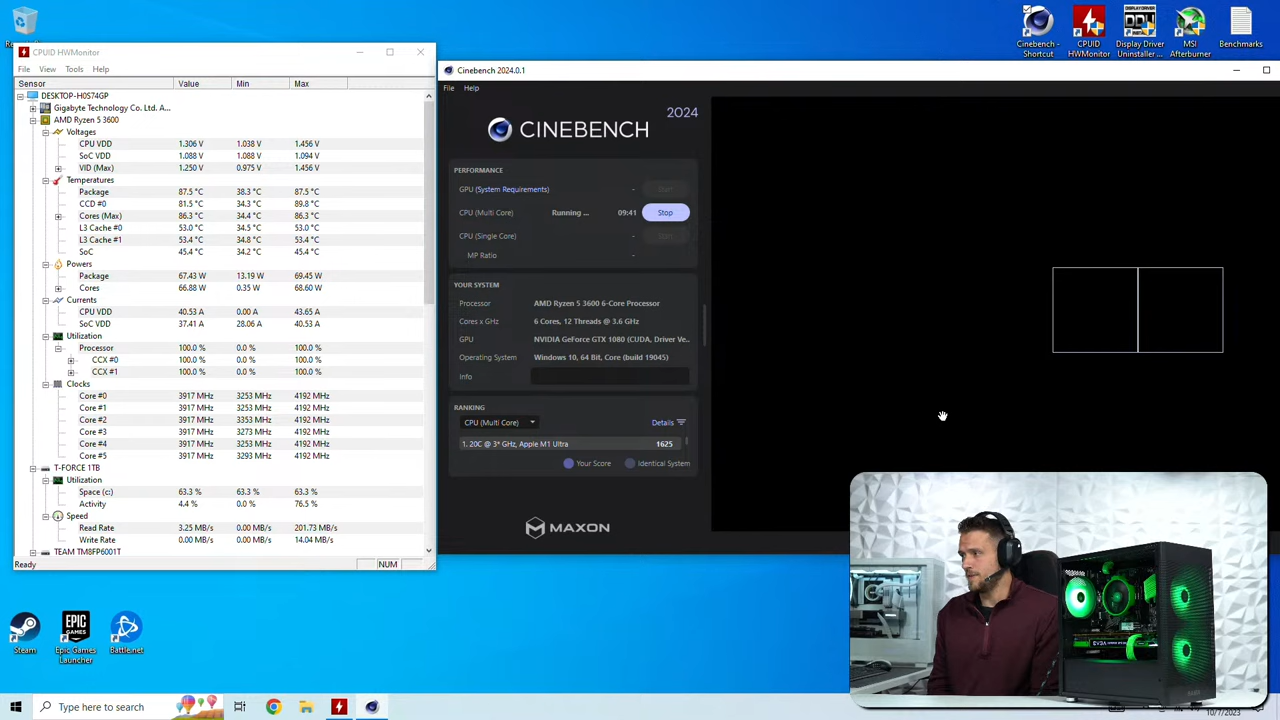 Cinebench - Shortcut
CPUID HWMonitor
Display Driver Uninstaller ...
MSI Afterburner
Benchmarks
CPUID HWMonitor
File View Tools Help
Sensor Value Min Max
DESKTOP-H0S74GP
Gigabyte Technology Co. Ltd. A...
AMD Ryzen 5 3600
Voltages
CPU VDD 1.306 V 1.038 V 1.456 V
SoC VDD 1.088 V 1.088 V 1.094 V
VID (Max) 1.250 V 0.975 V 1.456 V
Temperatures
Package 87.5 °C 38.3 °C 87.5 °C
CCD #0 81.5 °C 34.3 °C 89.8 °C
Cores (Max) 86.3 °C 34.4 °C 86.3 °C
L3 Cache #0 53.0 °C 34.5 °C 53.0 °C
L3 Cache #1 53.4 °C 34.8 °C 53.4 °C
SoC 45.4 °C 34.2 °C 45.4 °C
Powers
Package 67.43 W 13.19 W 69.45 W
Cores 66.88 W 0.35 W 68.60 W
Currents
CPU VDD 40.53 A 0.00 A 43.65 A
SoC VDD 37.41 A 28.06 A 40.53 A
Utilization
Processor 100.0 % 0.0 % 100.0 %
CCX #0 100.0 % 0.0 % 100.0 %
CCX #1 100.0 % 0.0 % 100.0 %
Clocks
Core #0 3917 MHz 3253 MHz 4192 MHz
Core #1 3917 MHz 3293 MHz 4192 MHz
Core #2 3917 MHz 3353 MHz 4192 MHz
Core #3 3917 MHz 3273 MHz 4192 MHz
Core #4 3917 MHz 3253 MHz 4192 MHz
Core #5 3917 MHz 3293 MHz 4192 MHz
T-FORCE 1TB
Utilization
Space (c:) 63.3 % 63.3 % 63.3 %
Activity 4.4 % 0.0 % 76.5 %
Speed
Read Rate 3.25 MB/s 0.00 MB/s 201.73 MB/s
Write Rate 2.40 MB/s 0.00 MB/s 14.04 MB/s
TEAM TM8FP6001T
Ready NUM
Cinebench 2024.0.1
File Help
2024
CINEBENCH
PERFORMANCE
GPU (System Requirements) - Start
CPU (Multi Core) Running ... 09:41 Stop
CPU (Single Core) - Start
MP Ratio -
YOUR SYSTEM
Processor AMD Ryzen 5 3600 6-Core Processor
Cores x GHz 6 Cores, 12 Threads @ 3.6 GHz
GPU NVIDIA GeForce GTX 1080 (CUDA, Driver Ve..
Operating System Windows 10, 64 Bit, Core (build 19045)
Info
RANKING
CPU (Multi Core) Details
1. 20C @ 3* GHz, Apple M1 Ultra 1625
Your Score Identical System
MAXON
EVGA
Steam
Epic Games Launcher
Battle.net
EPIC GAMES
Type here to search
10/7/2023